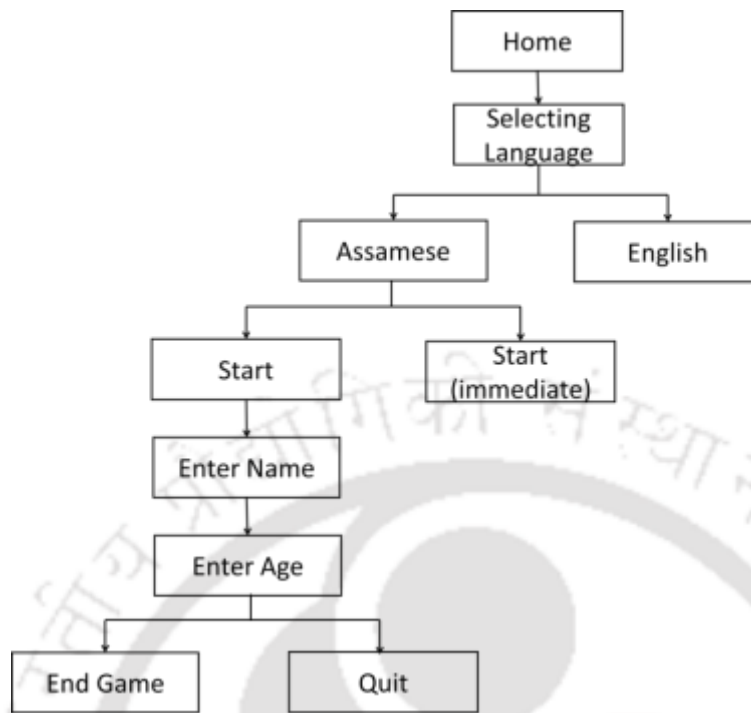 Home
Selecting
Language
Assamese
English
Start
Start
(immediate)
Enter Name
Enter Age
End Game
Quit